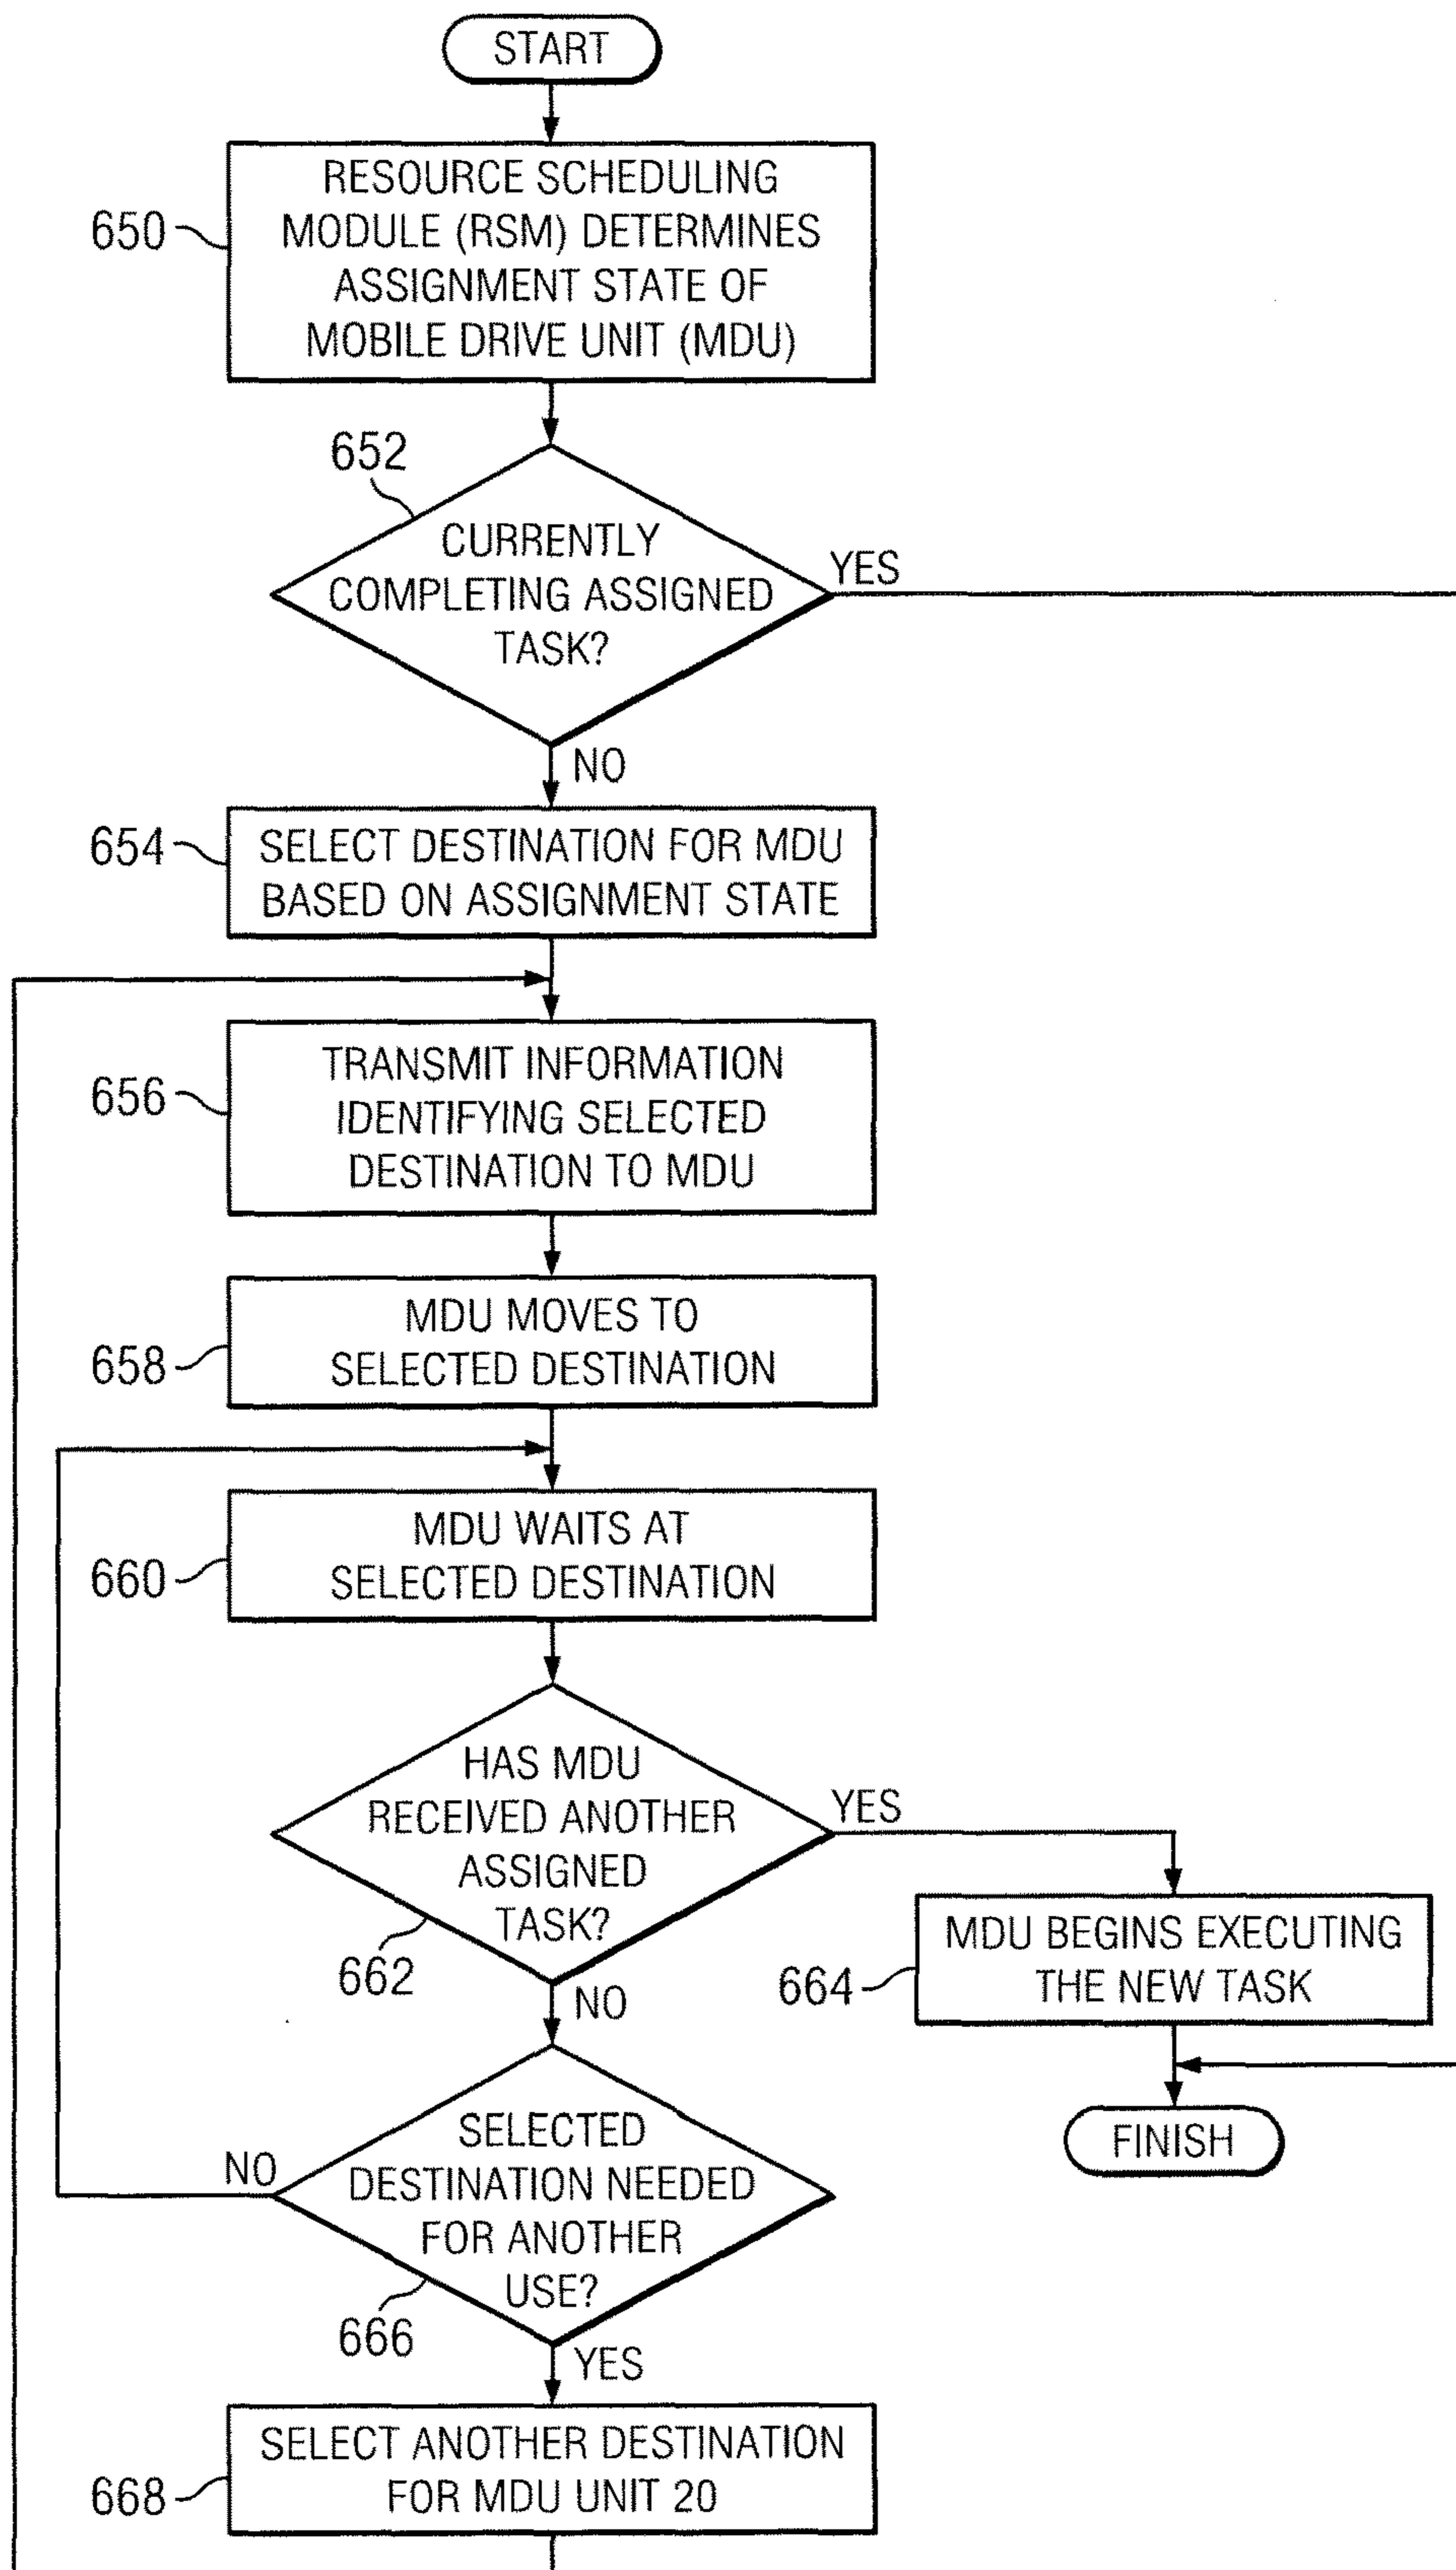 START
RESOURCE SCHEDULING
MODULE (RSM) DETERMINES
ASSIGNMENT STATE OF
MOBILE DRIVE UNIT (MDU)
650
652
CURRENTLY
COMPLETING ASSIGNED
TASK?
YES
NO
654
SELECT DESTINATION FOR MDU
BASED ON ASSIGNMENT STATE
656
TRANSMIT INFORMATION
IDENTIFYING SELECTED
DESTINATION TO MDU
658
MDU MOVES TO
SELECTED DESTINATION
660
MDU WAITS AT
SELECTED DESTINATION
HAS MDU
RECEIVED ANOTHER
ASSIGNED
TASK?
YES
662
NO
664
MDU BEGINS EXECUTING
THE NEW TASK
FINISH
SELECTED
DESTINATION NEEDED
FOR ANOTHER
USE?
NO
666
YES
668
SELECT ANOTHER DESTINATION
FOR MDU UNIT 20